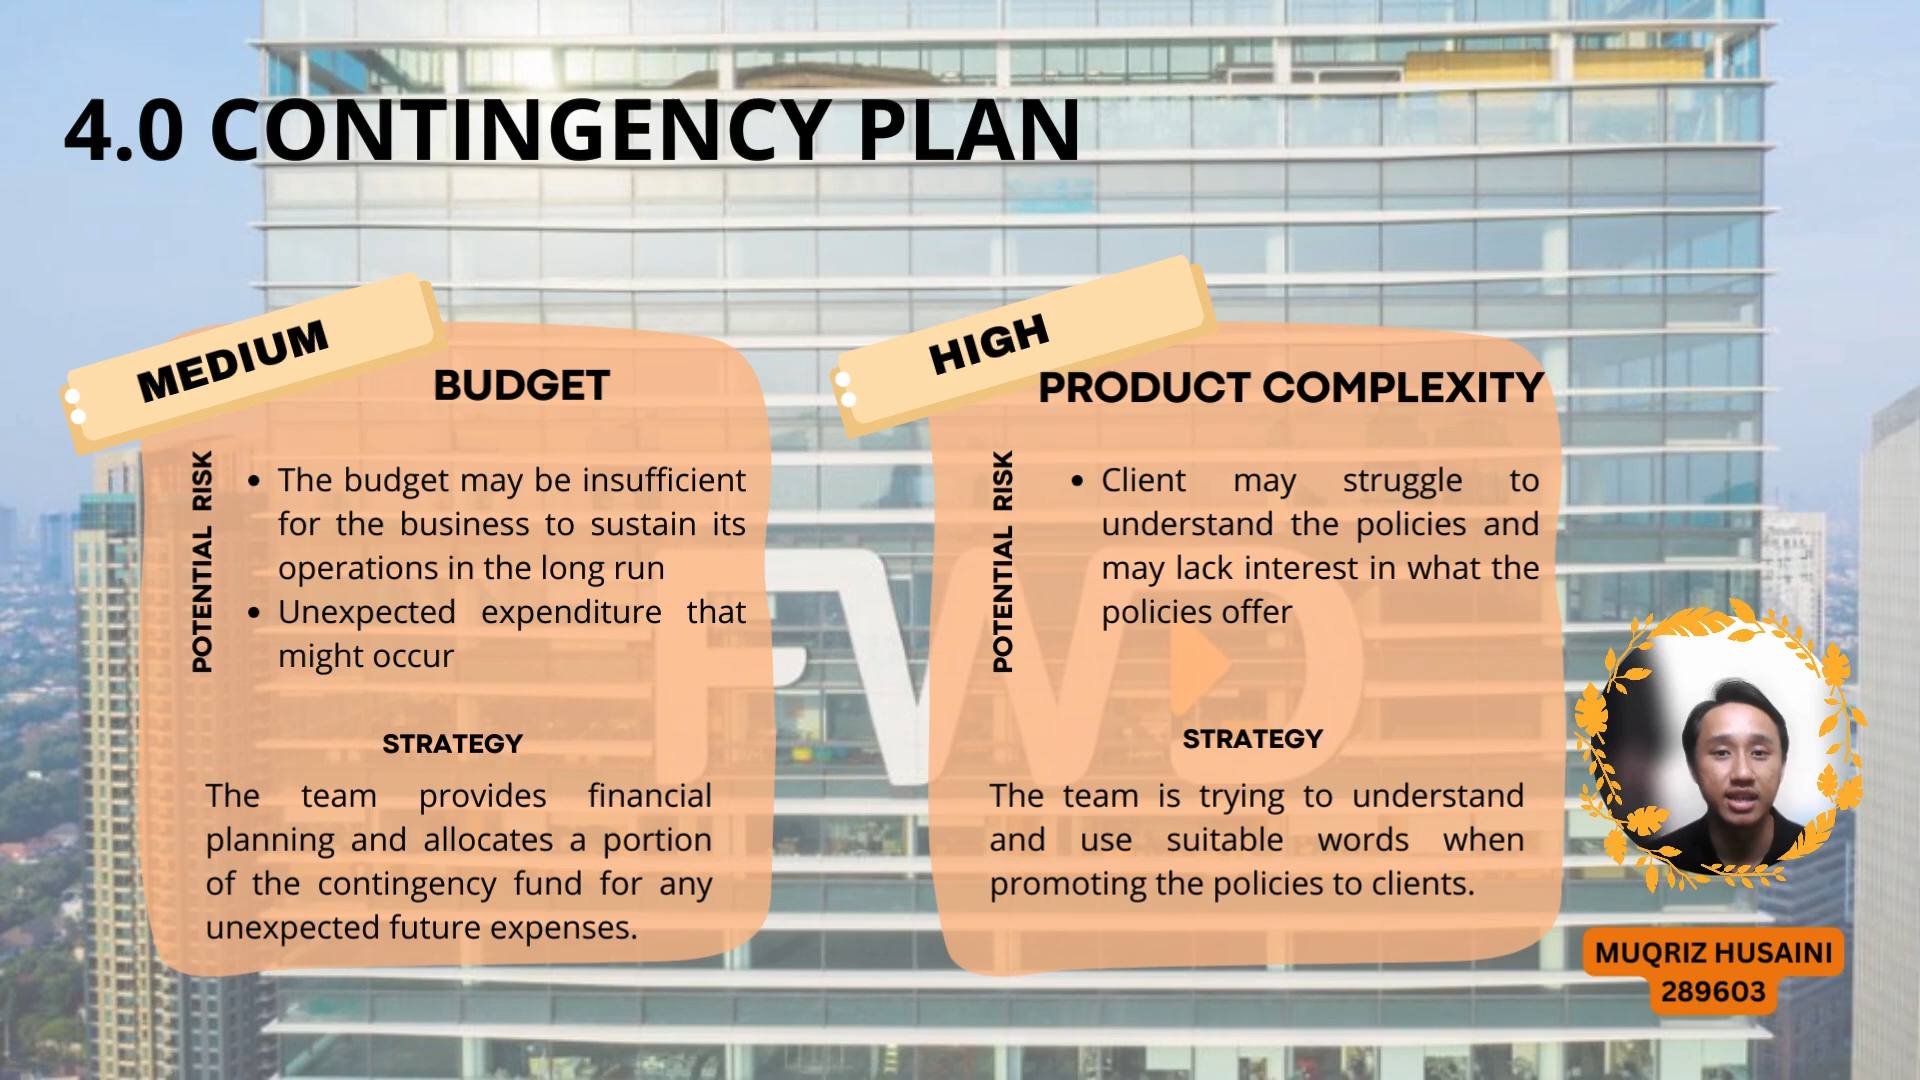 4.0 CONTINGENCY PLAN
MEDIUM
BUDGET
POTENTIAL RISK
• The budget may be insufficient
for the business to sustain its
operations in the long run
• Unexpected expenditure that
might occur
STRATEGY
The team provides financial
planning and allocates a portion
of the contingency fund for any
unexpected future expenses.
HIGH
PRODUCT COMPLEXITY
POTENTIAL RISK
• Client may struggle to
understand the policies and
may lack interest in what the
policies offer
STRATEGY
The team is trying to understand
and use suitable words when
promoting the policies to clients.
FWD
MUQRIZ HUSAINI
289603